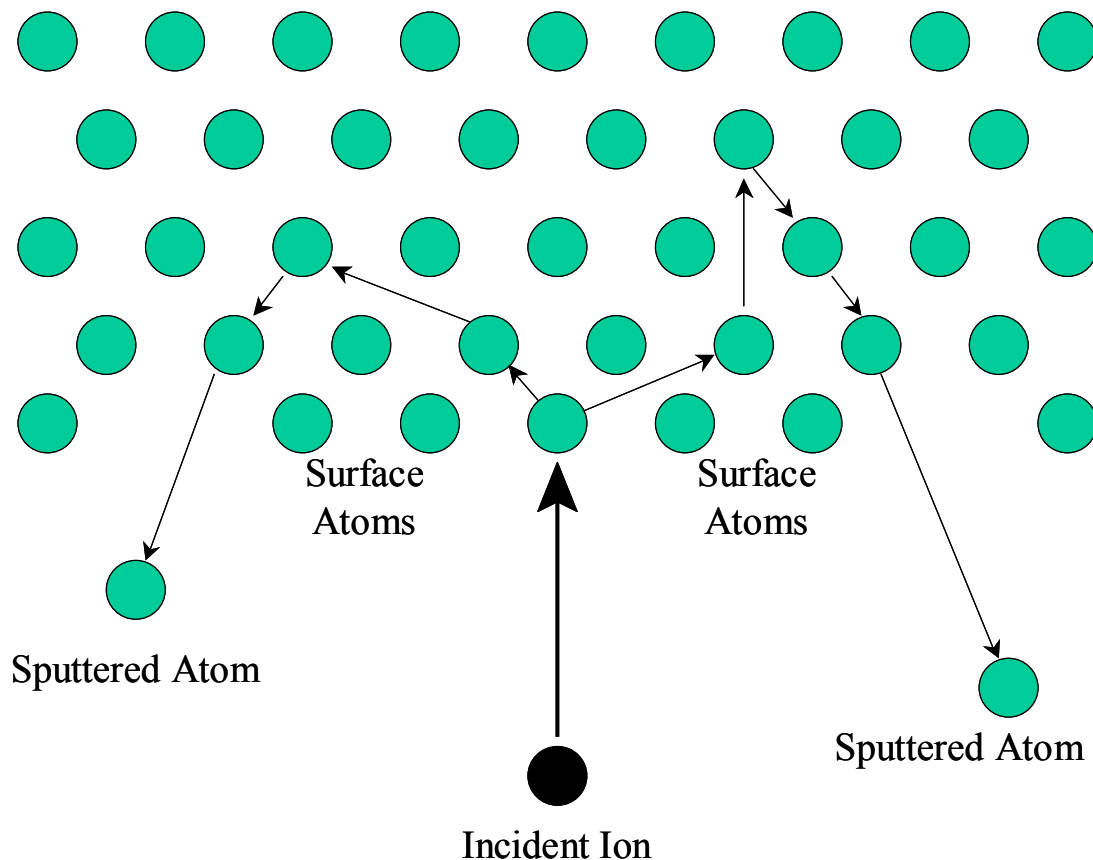 Surface
Atoms
Surface
Atoms
Sputtered Atom
Sputtered Atom
Incident Ion